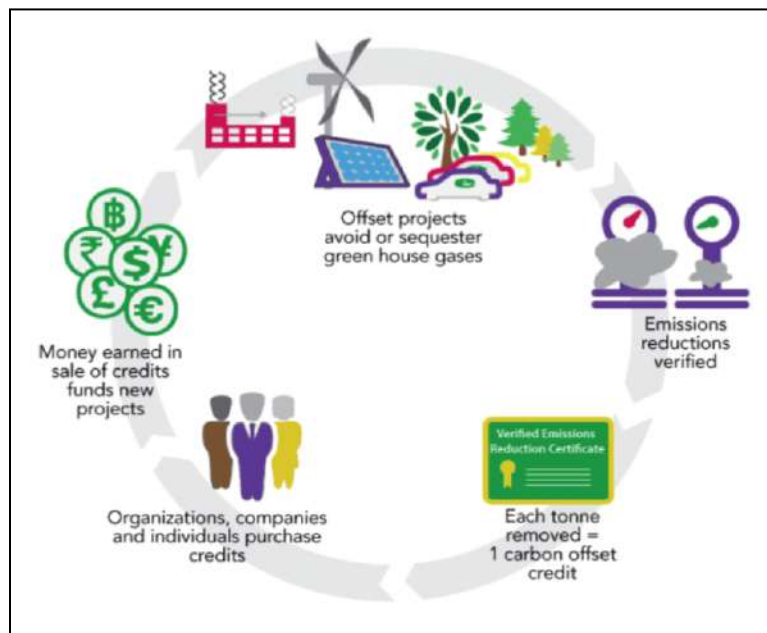 Offset projects
avoid or sequester
green house gases
Emissions
reductions
verified
Verified Emissions
Reduction Certificate
Each tonne
removed =
1 carbon offset
credit
Organizations, companies
and individuals purchase
credits
฿
₹
¥
$
£
€
Money earned in
sale of credits
funds new
projects